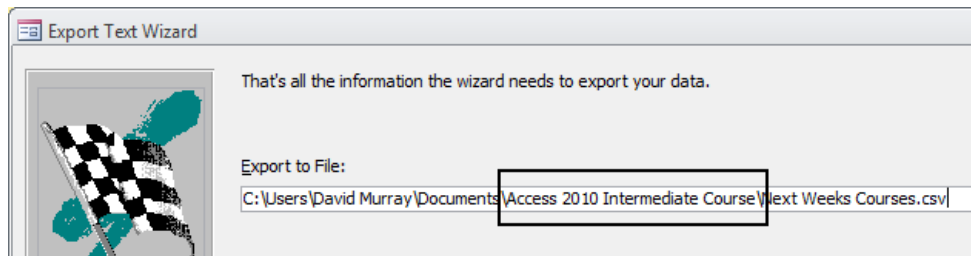 Export Text Wizard
That's all the information the wizard needs to export your data.
Export to File:
C:\Users\David Murray\Documents\Access 2010 Intermediate Course\Next Weeks Courses.csv